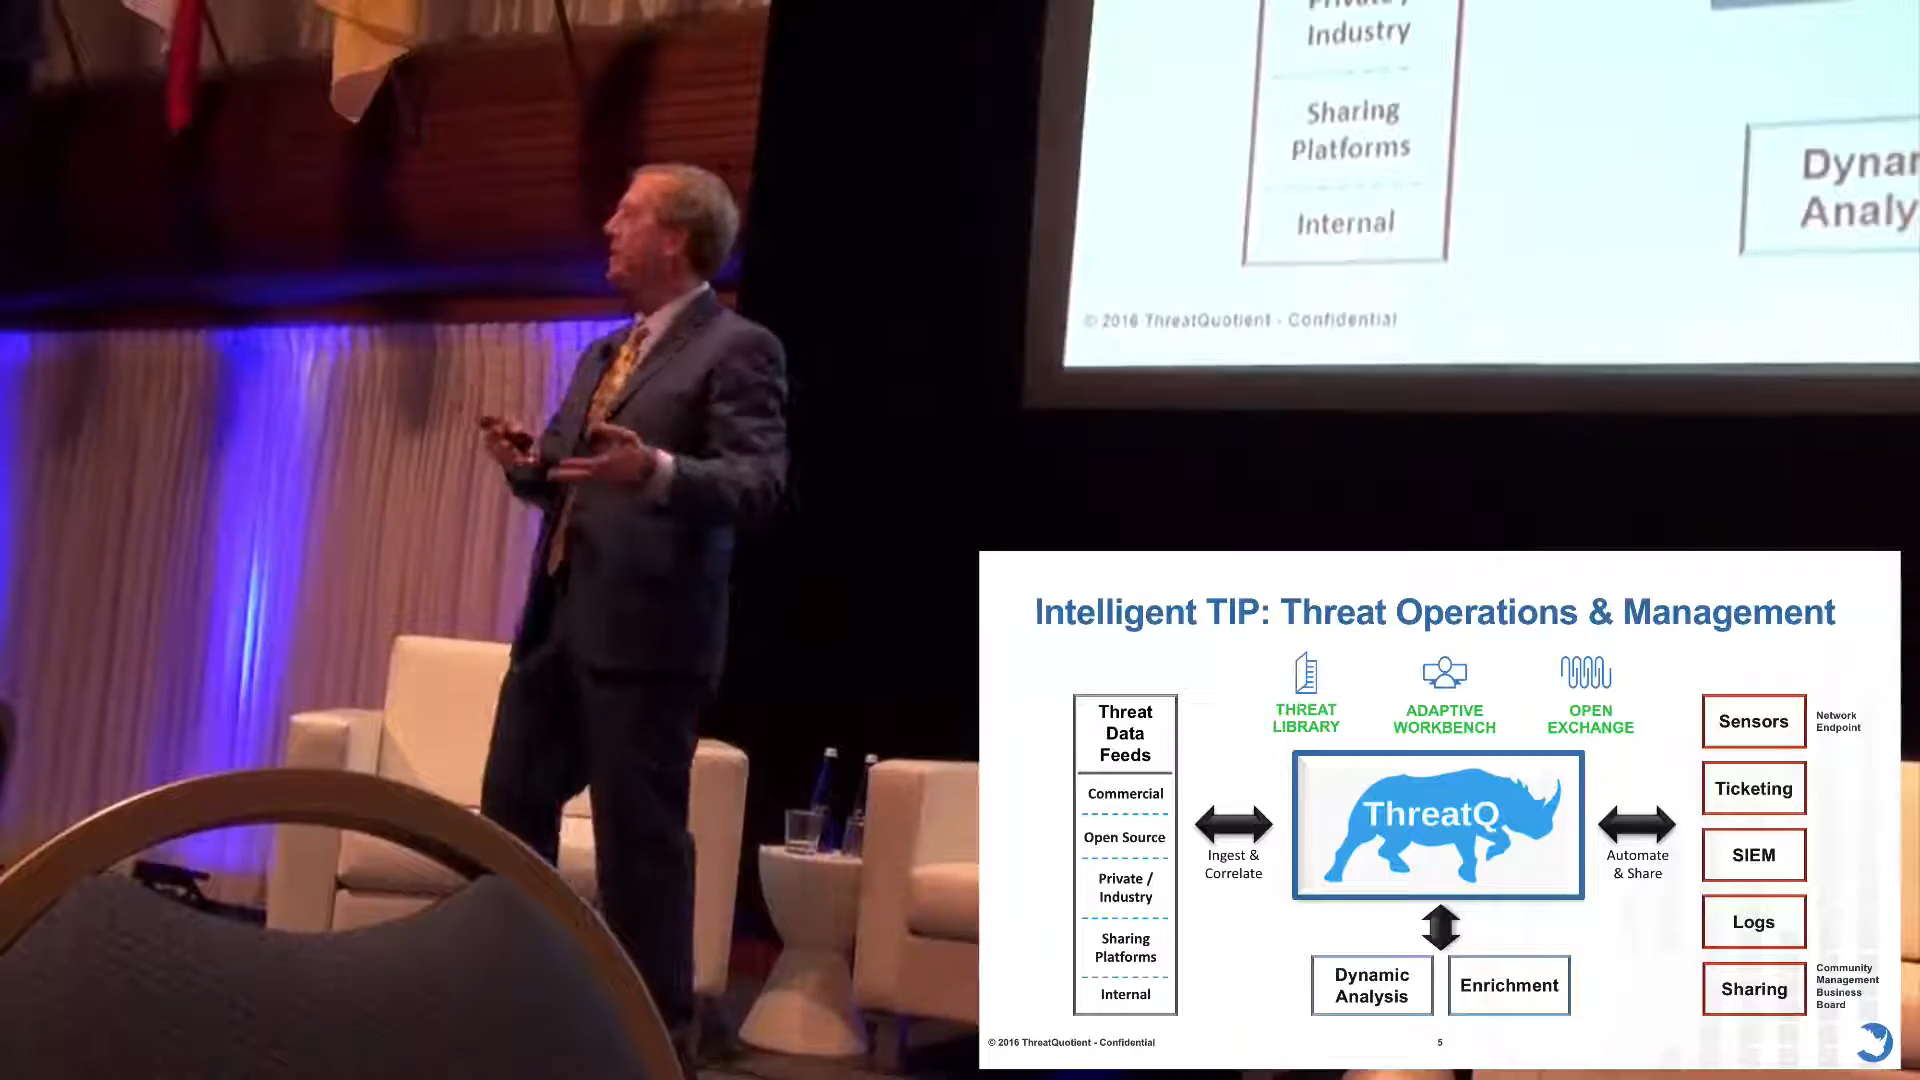 Industry
Sharing
Platforms
Internal
© 2016 ThreatQuotient - Confidential
Intelligent TIP: Threat Operations & Management
THREAT
LIBRARY
ADAPTIVE
WORKBENCH
OPEN
EXCHANGE
Threat
Data
Feeds
Commercial
Open Source
Private /
Industry
Sharing
Platforms
Internal
Ingest &
Correlate
ThreatQ
Automate
& Share
Dynamic
Analysis
Enrichment
Sensors
Network
Endpoint
Ticketing
SIEM
Logs
Sharing
Community
Management
Business
Board
© 2016 ThreatQuotient - Confidential
5